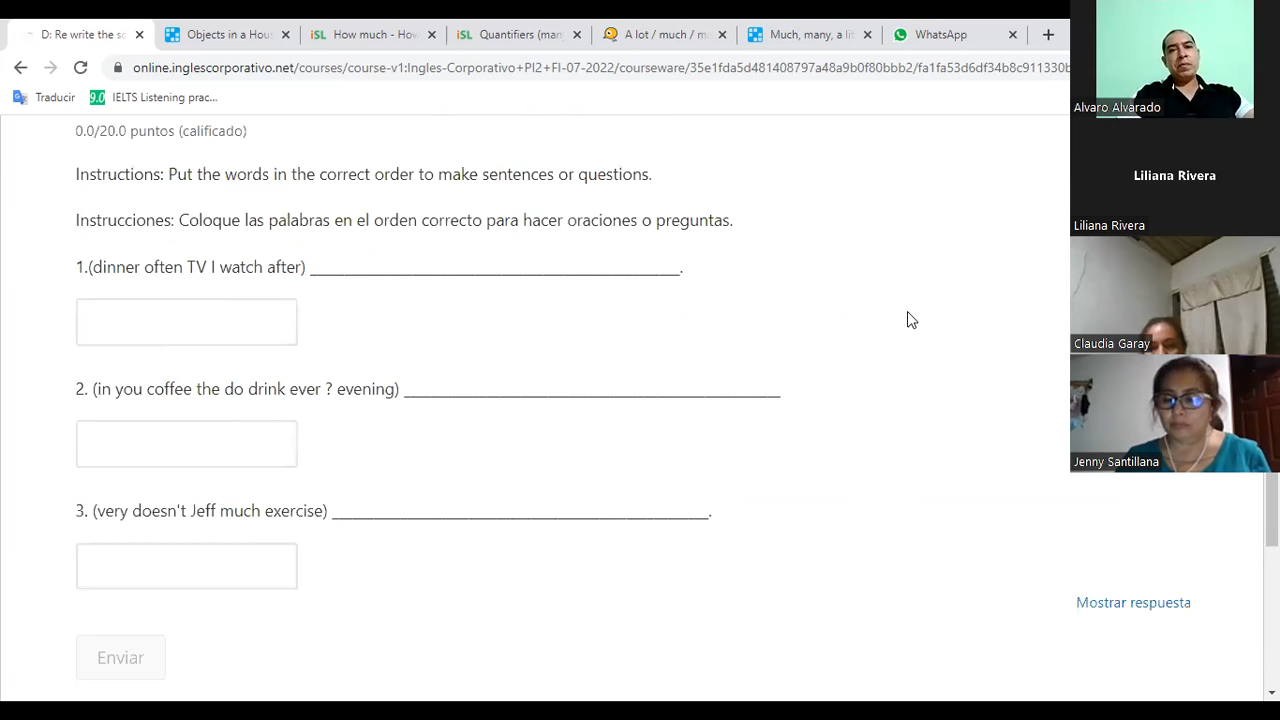 D: Re write the sc
Objects in a Hou
How much - How
Quantifiers (man
A lot / much / m
Much, many, a li
WhatsApp
online.inglescorporativo.net/courses/course-v1:Ingles-Corporativo+PI2+FI-07-2022/courseware/35e1fda5d481408797a48a9b0f80bbb2/fa1fa53d6df34b8c911330b
Traducir
9.0 IELTS Listening prac...
0.0/20.0 puntos (calificado)
Instructions: Put the words in the correct order to make sentences or questions.
Instrucciones: Coloque las palabras en el orden correcto para hacer oraciones o preguntas.
1.(dinner often TV I watch after) ________________________________________.
2. (in you coffee the do drink ever ? evening) ________________________________________
3. (very doesn't Jeff much exercise) ________________________________________.
Mostrar respuesta
Enviar
Alvaro Alvarado
Liliana Rivera
Liliana Rivera
Claudia Garay
Jenny Santillana